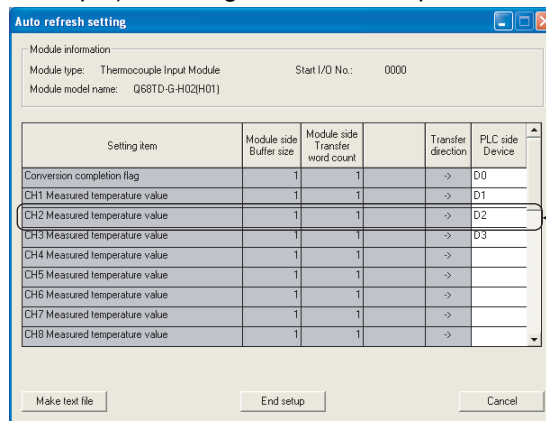 Auto refresh setting
Module information
Module type: Thermocouple Input Module Start I/O No.: 0000
Module model name: Q68TD-G-H02(H01)
Setting item Module side Buffer size Module side Transfer word count Transfer direction PLC side Device
Conversion completion flag 1 1 -> D0
CH1 Measured temperature value 1 1 -> D1
CH2 Measured temperature value 1 1 -> D2
CH3 Measured temperature value 1 1 -> D3
CH4 Measured temperature value 1 1 ->
CH5 Measured temperature value 1 1 ->
CH6 Measured temperature value 1 1 ->
CH7 Measured temperature value 1 1 ->
CH8 Measured temperature value 1 1 ->
Make text file End setup Cancel